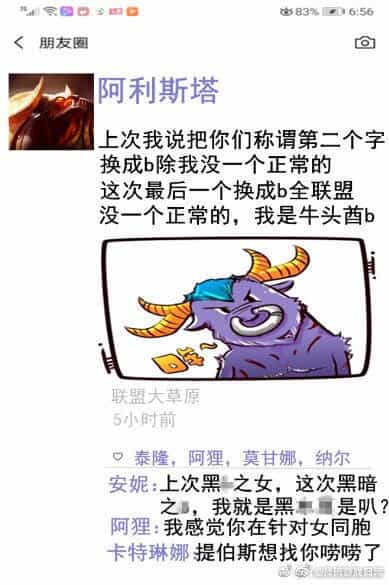 83% 6:56
朋友圈
阿利斯塔
上次我说把你们称谓第二个字
换成b除我没一个正常的
这次最后一个换成b全联盟
没一个正常的，我是牛头酋b
联盟大草原
5小时前
泰隆，阿狸，莫甘娜，纳尔
安妮:上次黑 之女，这次黑暗
之 ，我就是黑 是叭?
阿狸:我感觉你在针对女同胞
卡特琳娜:提伯斯想找你唠唠了